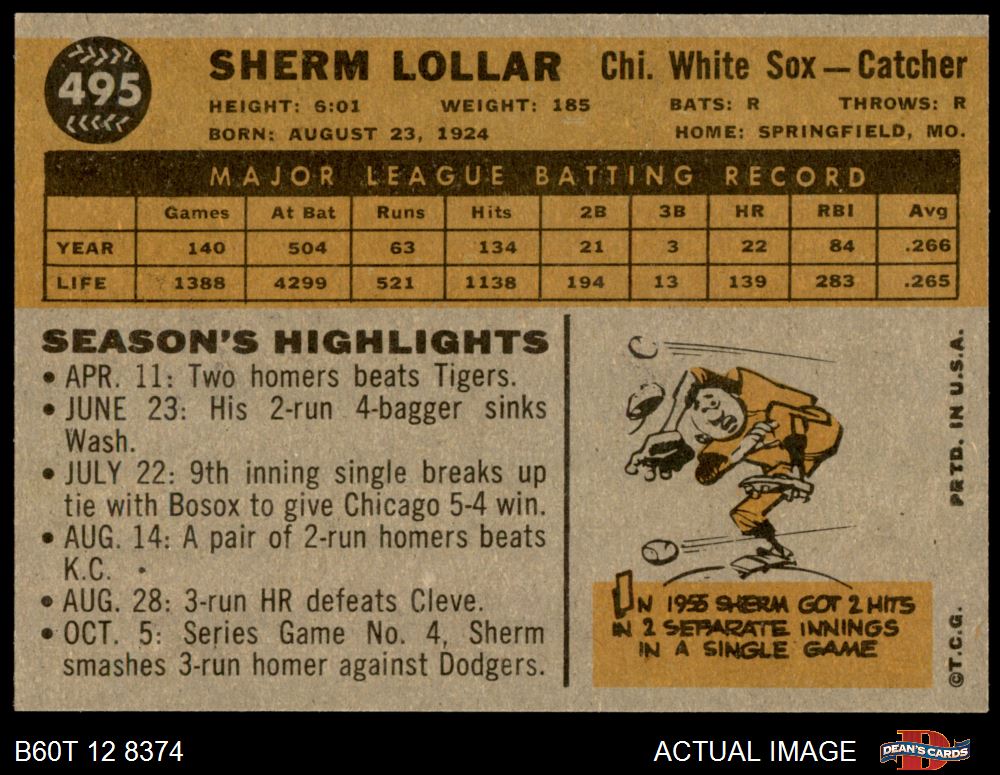 495
SHERM LOLLAR Chi. White Sox — Catcher
HEIGHT: 6:01 WEIGHT: 185 BATS: R THROWS: R
BORN: AUGUST 23, 1924 HOME: SPRINGFIELD, MO.
MAJOR LEAGUE BATTING RECORD
Games At Bat Runs Hits 2B 3B HR RBI Avg
YEAR 140 504 63 134 21 3 22 84 .266
LIFE 1388 4299 521 1138 194 13 139 283 .265
SEASON'S HIGHLIGHTS
• APR. 11: Two homers beats Tigers.
• JUNE 23: His 2-run 4-bagger sinks
Wash.
• JULY 22: 9th inning single breaks up
tie with Bosox to give Chicago 5-4 win.
• AUG. 14: A pair of 2-run homers beats
K.C.
• AUG. 28: 3-run HR defeats Cleve.
• OCT. 5: Series Game No. 4, Sherm
smashes 3-run homer against Dodgers.
IN 1955 SHERM GOT 2 HITS
IN 2 SEPARATE INNINGS
IN A SINGLE GAME
©T.C.G. PRTD. IN U.S.A.
B60T 12 8374 ACTUAL IMAGE DEAN'S CARDS